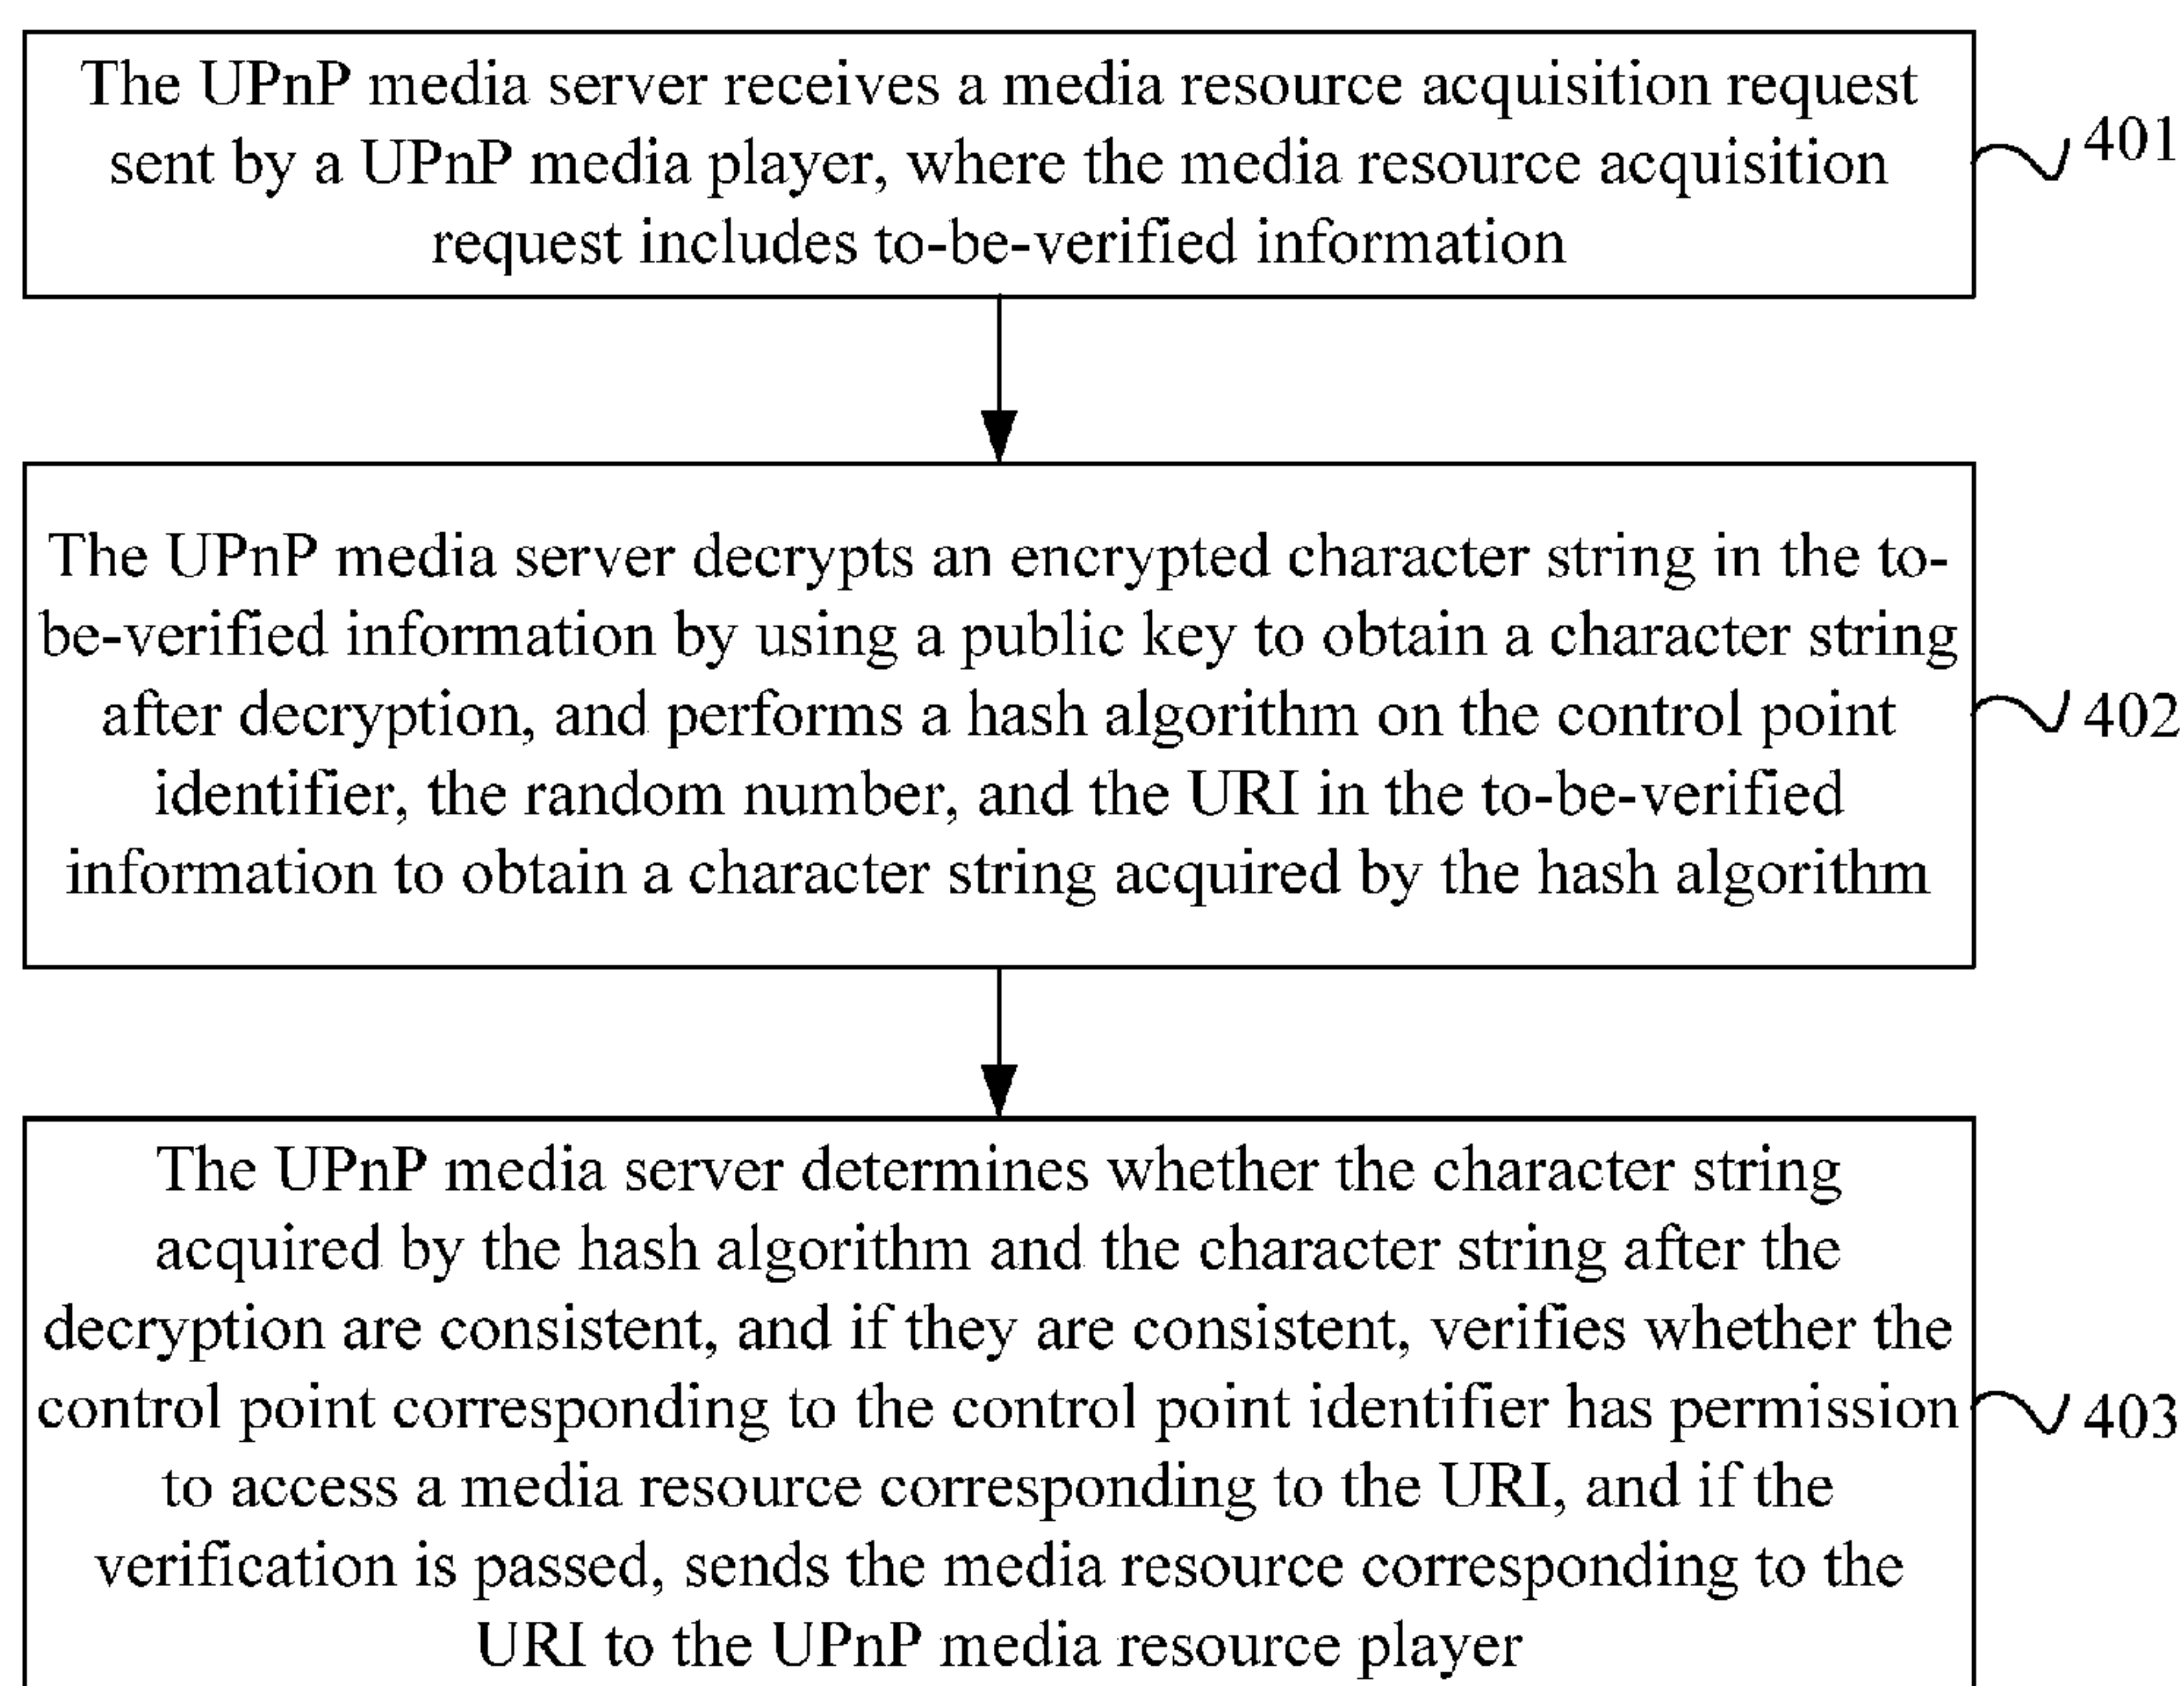 The UPnP media server receives a media resource acquisition request
sent by a UPnP media player, where the media resource acquisition
request includes to-be-verified information
401
The UPnP media server decrypts an encrypted character string in the to-
be-verified information by using a public key to obtain a character string
after decryption, and performs a hash algorithm on the control point
identifier, the random number, and the URI in the to-be-verified
information to obtain a character string acquired by the hash algorithm
402
The UPnP media server determines whether the character string
acquired by the hash algorithm and the character string after the
decryption are consistent, and if they are consistent, verifies whether the
control point corresponding to the control point identifier has permission
to access a media resource corresponding to the URI, and if the
verification is passed, sends the media resource corresponding to the
URI to the UPnP media resource player
403